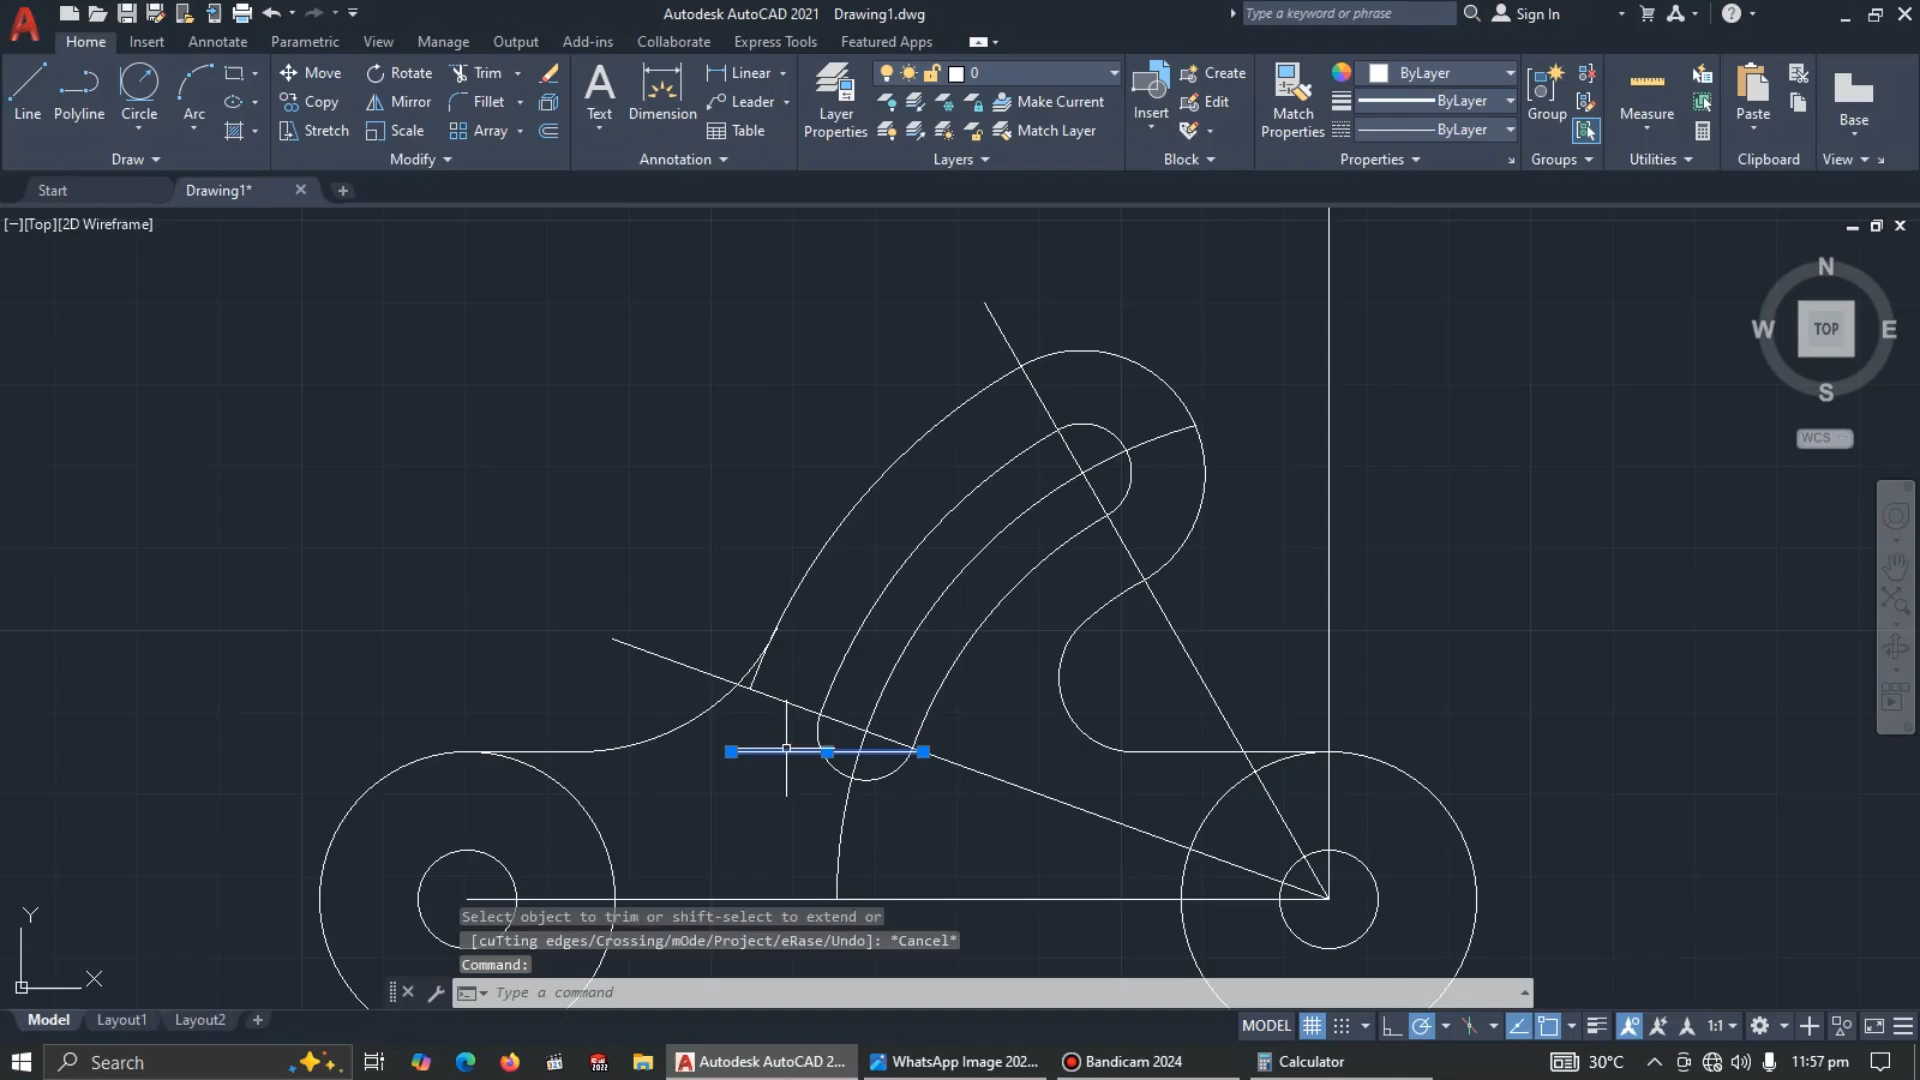 Autodesk AutoCAD 2021 Drawing1.dwg
Type a keyword or phrase
Sign In
Home Insert Annotate Parametric View Manage Output Add-ins Collaborate Express Tools Featured Apps
Line
Polyline
Circle
Arc
Draw
Move
Rotate
Trim
Copy
Mirror
Fillet
Stretch
Scale
Array
Modify
Text
Dimension
Linear
Leader
Table
Annotation
Layer
Properties
0
Make Current
Match Layer
Layers
Insert
Create
Edit
Block
Match
Properties
ByLayer
ByLayer
ByLayer
Properties
Group
Groups
Measure
Utilities
Paste
Clipboard
Base
View
Start
Drawing1*
[−][Top][2D Wireframe]
N
W
TOP
E
S
WCS
Y
X
Select object to trim or shift-select to extend or
[cuTting edges/Crossing/mOde/Project/eRase/Undo]: *Cancel*
Command:
Type a command
Model
Layout1
Layout2
MODEL
1:1
Search
Autodesk AutoCAD 2...
WhatsApp Image 202...
Bandicam 2024
Calculator
30°C
11:57 pm